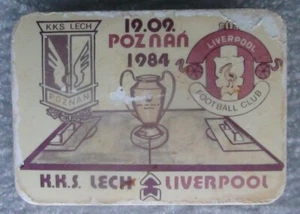 19.09.
POZNAŃ
1984
KKS LECH
POZNAŃ
LIVERPOOL
FOOTBALL CLUB
K.K.S. LECH LIVERPOOL